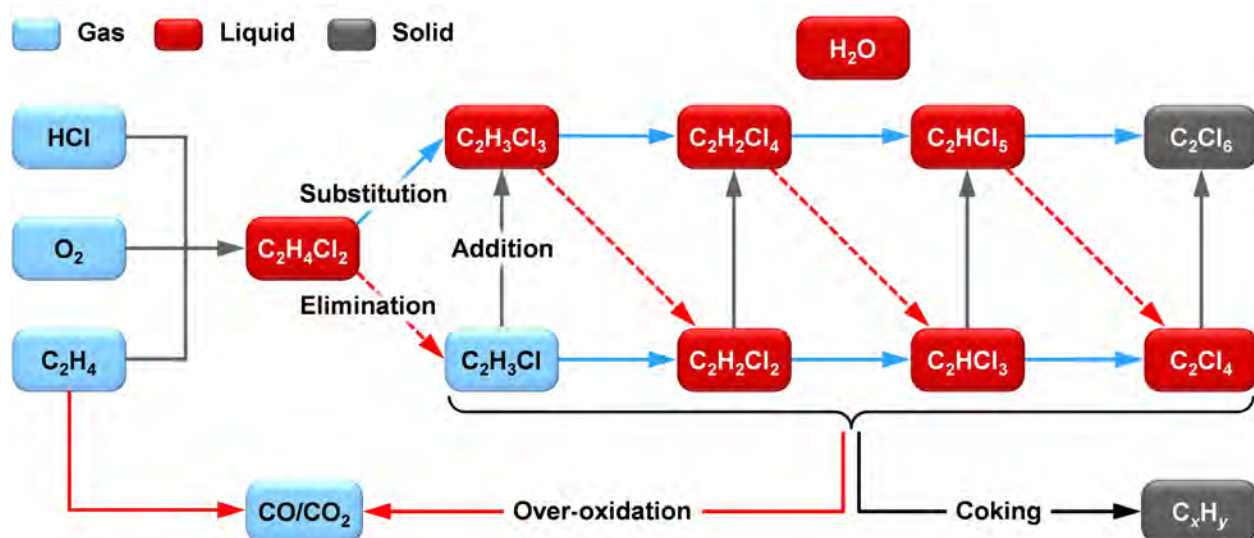 Gas Liquid Solid
H₂O
HCl
C₂H₃Cl₃ C₂H₂Cl₄ C₂HCl₅ C₂Cl₆
Substitution
O₂ C₂H₄Cl₂ Addition
Elimination
C₂H₄ C₂H₃Cl C₂H₂Cl₂ C₂HCl₃ C₂Cl₄
CO/CO₂ Over-oxidation Coking CₓHᵧ